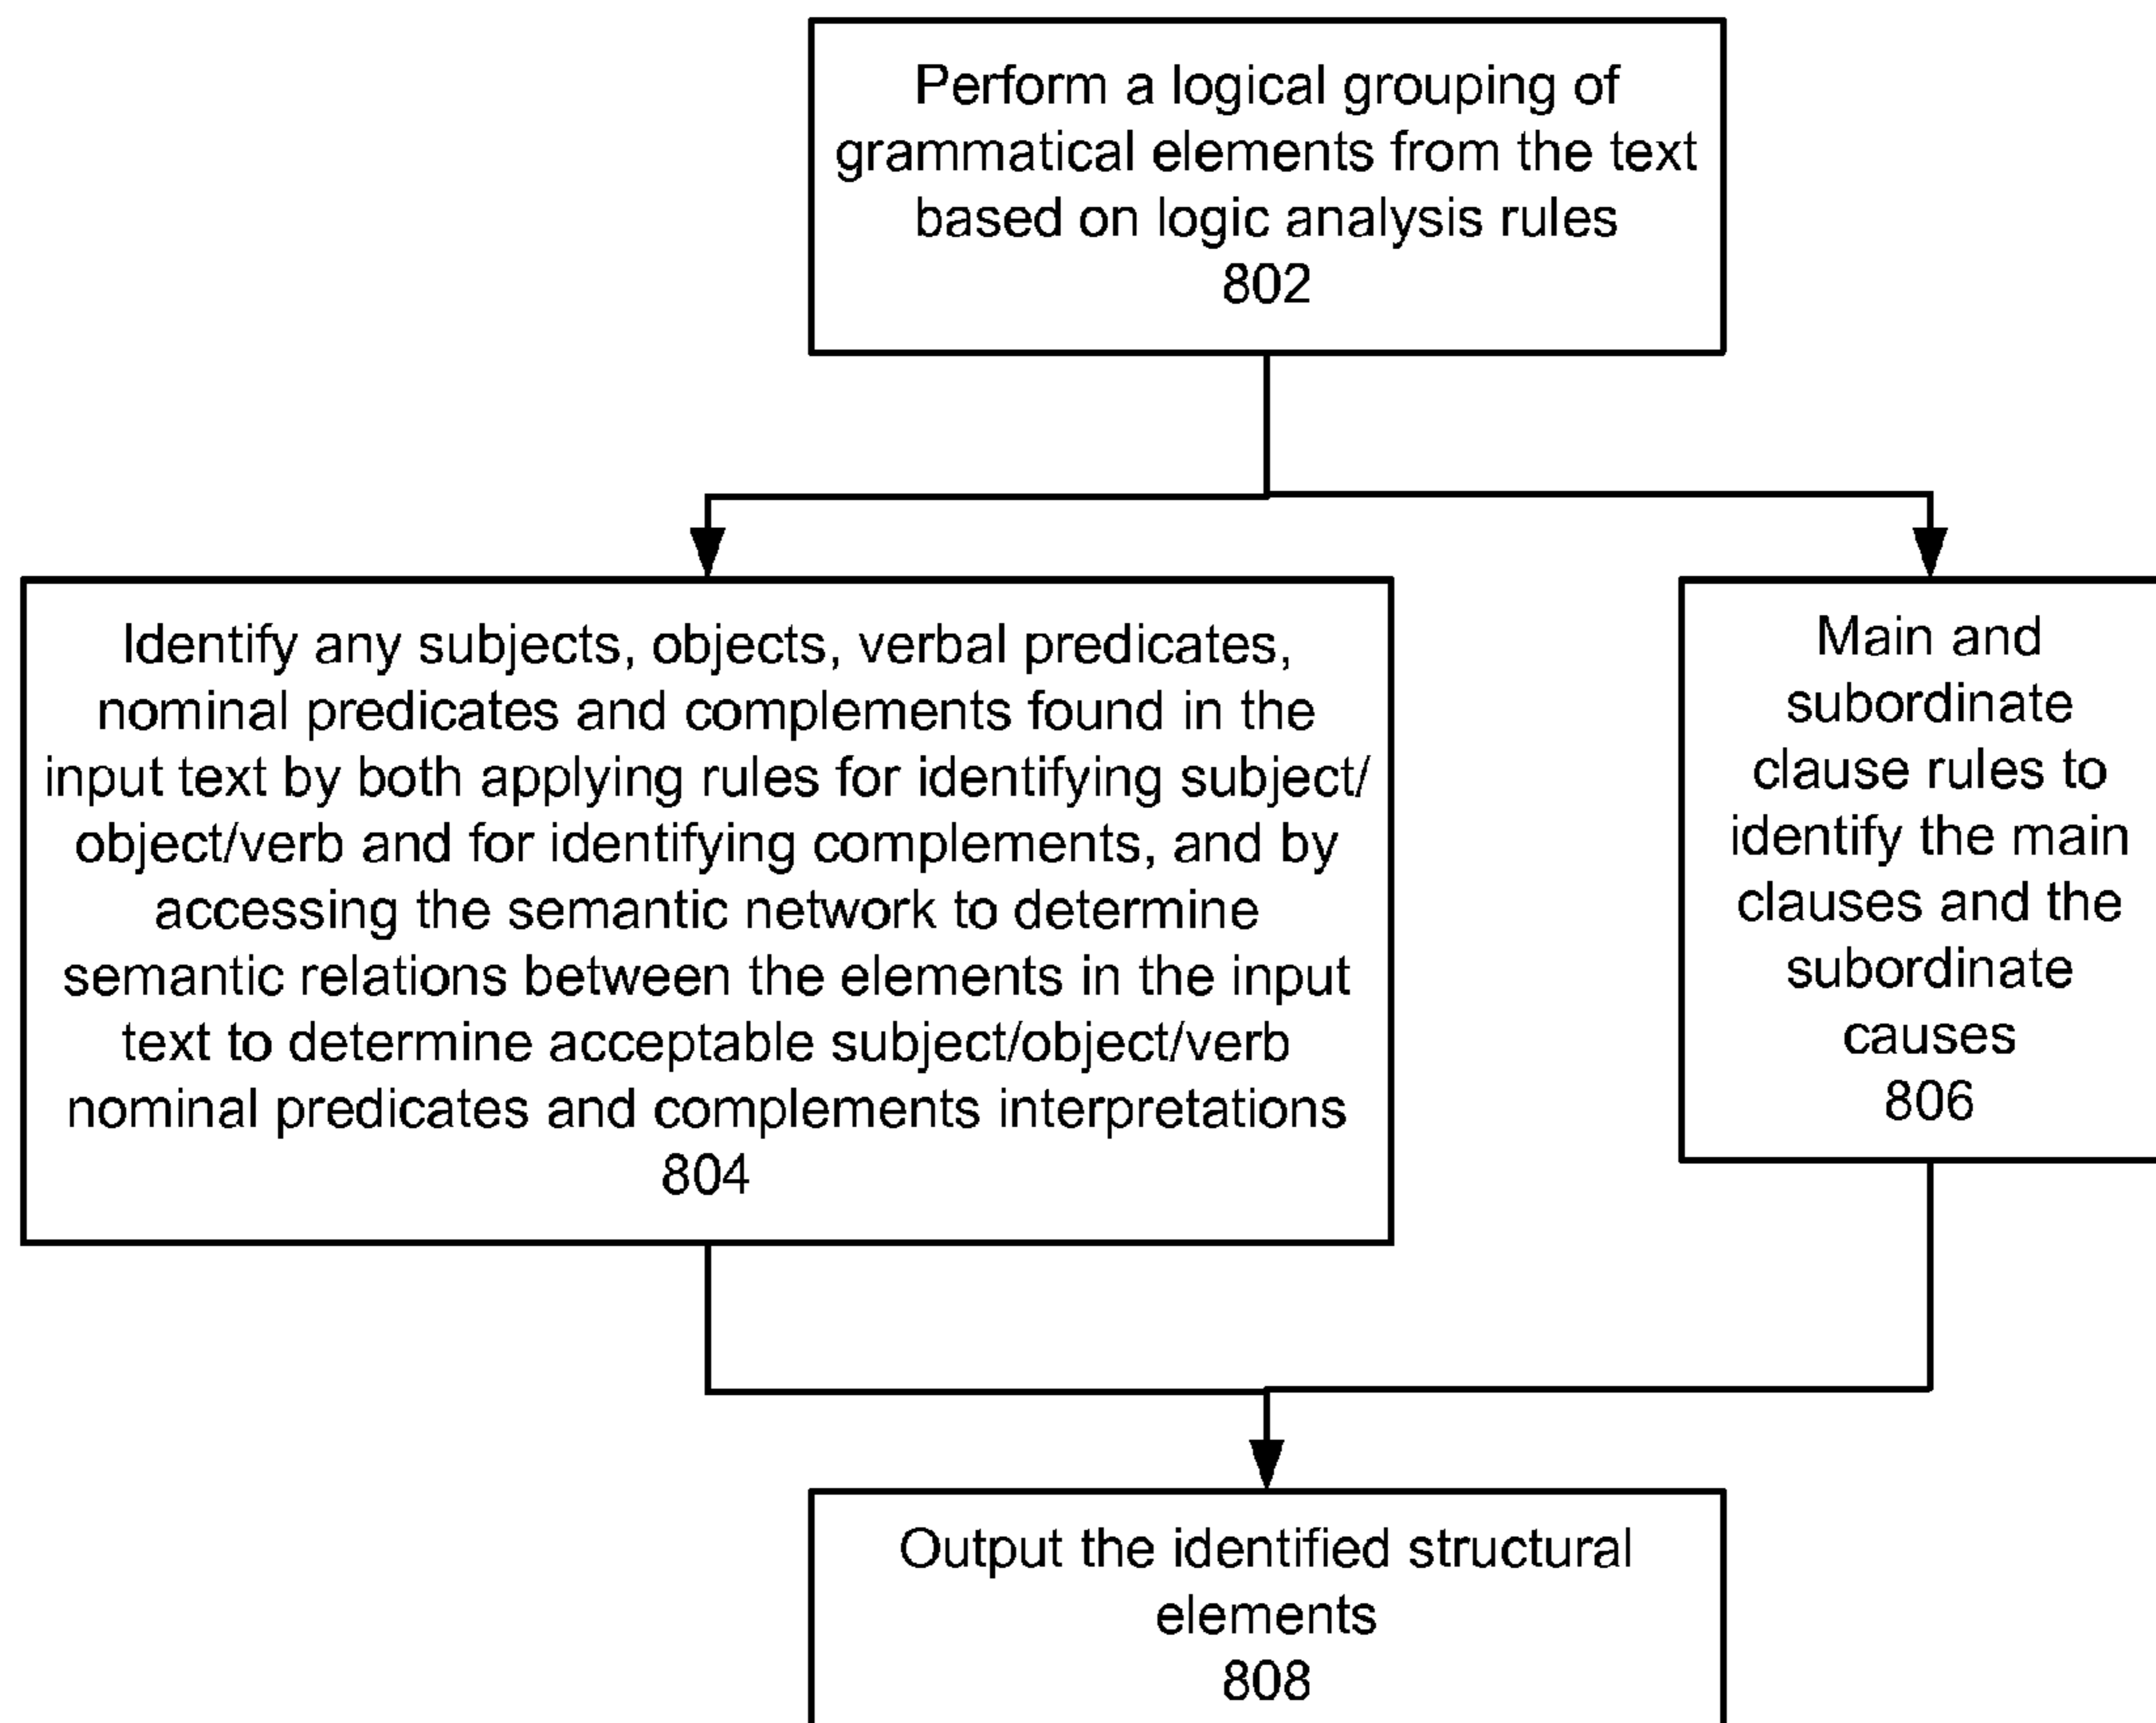 Perform a logical grouping of
grammatical elements from the text
based on logic analysis rules
802
Identify any subjects, objects, verbal predicates,
nominal predicates and complements found in the
input text by both applying rules for identifying subject/
object/verb and for identifying complements, and by
accessing the semantic network to determine
semantic relations between the elements in the input
text to determine acceptable subject/object/verb
nominal predicates and complements interpretations
804
Main and
subordinate
clause rules to
identify the main
clauses and the
subordinate
causes
806
Output the identified structural
elements
808